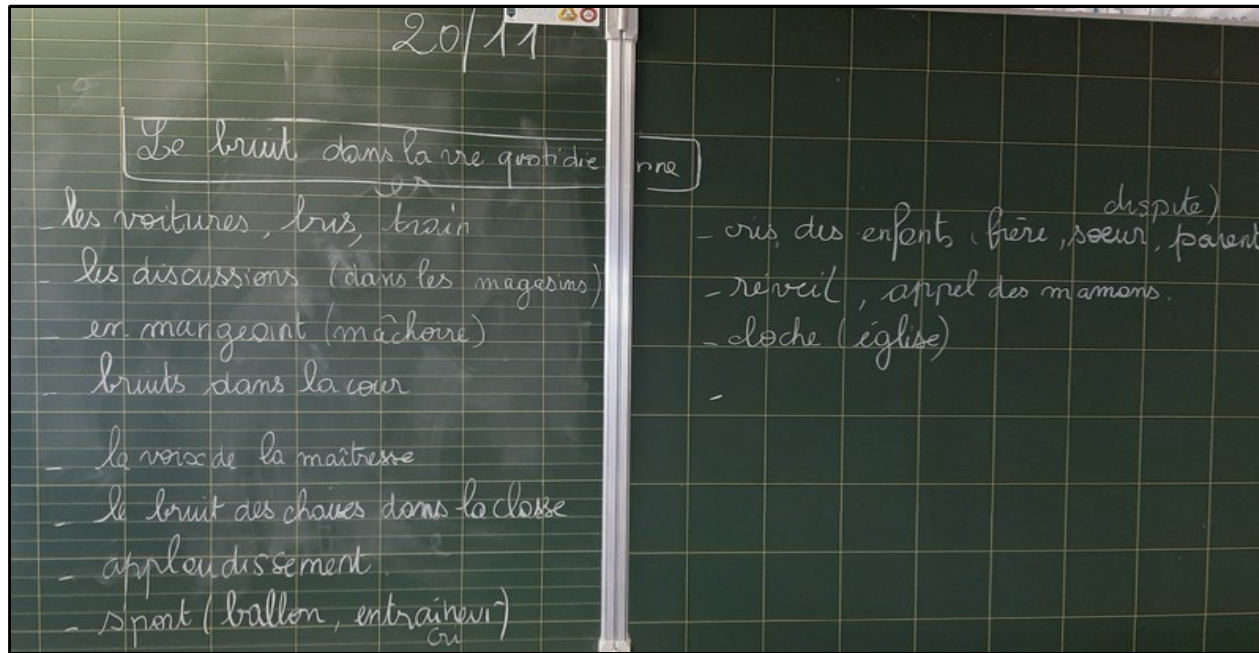 20/11
Le bruit dans la vie quotidienne
- les voitures, bus, train
- les discussions (dans les magasins)
- en mangeant (mâchoire)
- bruits dans la cour
- la voix de la maîtresse
- le bruit des chaises dans la classe
- applaudissement
- sport (ballon, entraîneur)
cri
dispute)
- cris des enfants (frère, soeur, parent
- réveil, appel des mamans.
- cloche (église)
-